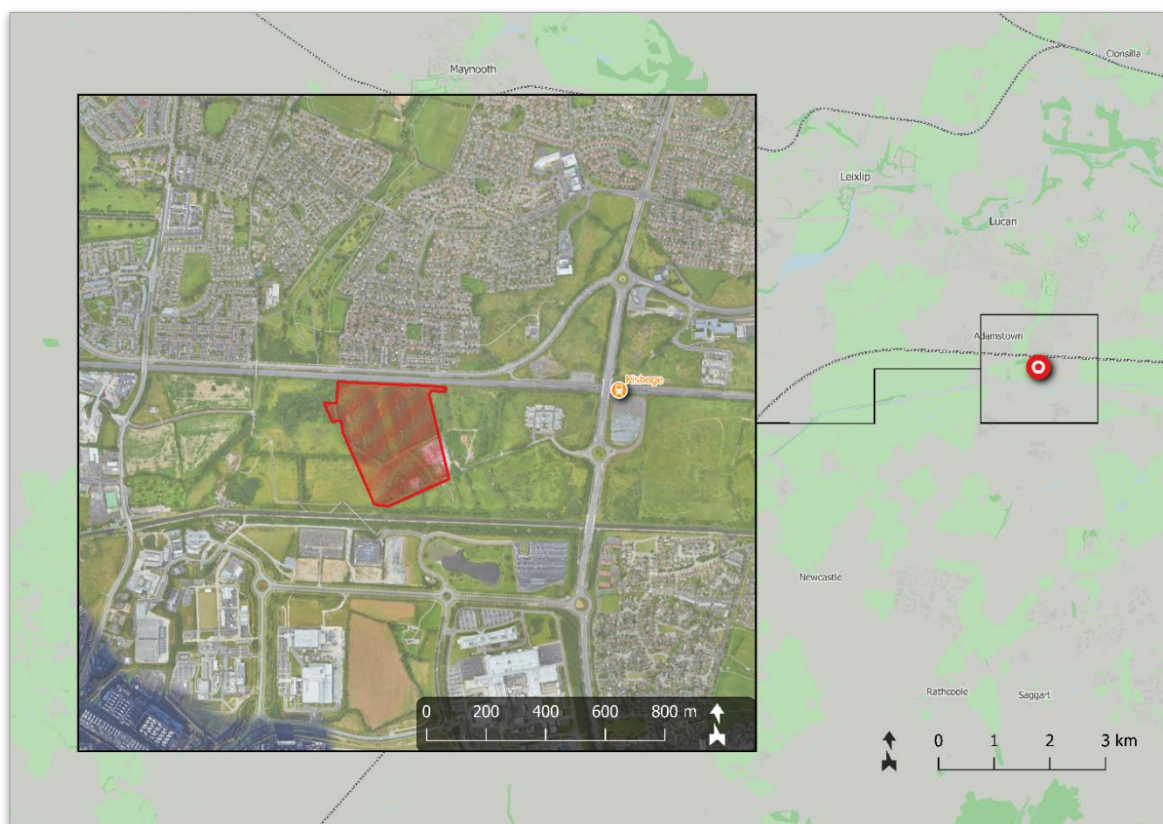 Clonsilla
Maynooth
Leixlip
Lucan
Adamstown
Kishoge
Newcastle
Rathcoole
Saggart
0 200 400 600 800 m
0 1 2 3 km